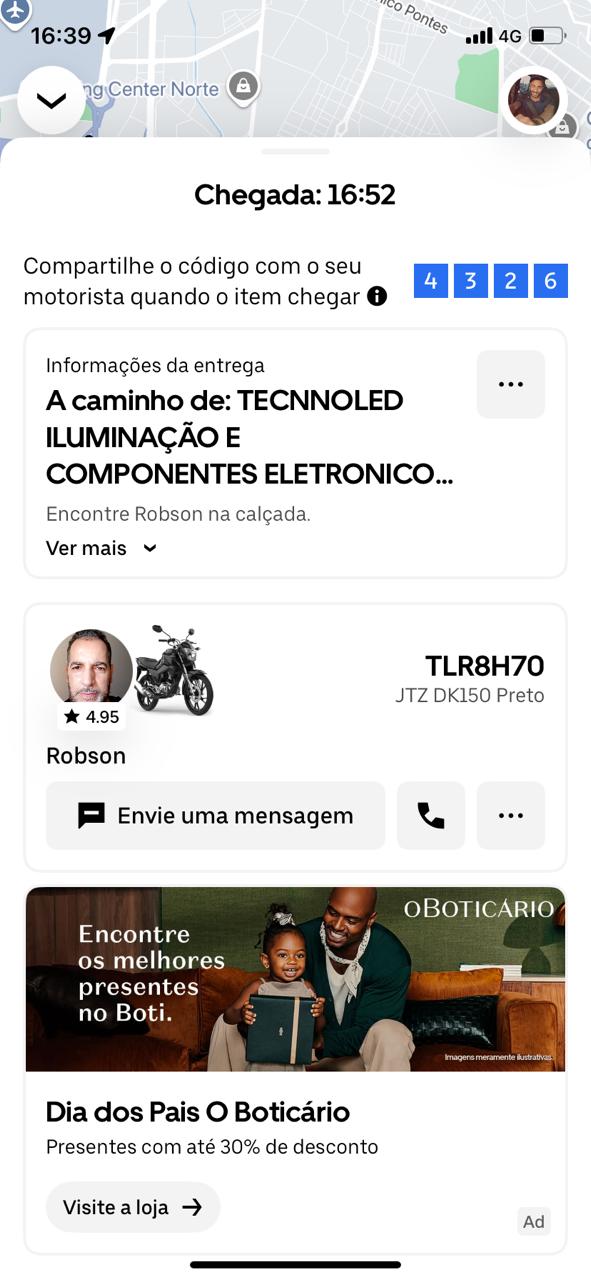 16:39
4G
ico Pontes
ng Center Norte
Chegada: 16:52
Compartilhe o código com o seu
motorista quando o item chegar
4 3 2 6
Informações da entrega
A caminho de: TECNNOLED
ILUMINAÇÃO E
COMPONENTES ELETRONICO...
Encontre Robson na calçada.
Ver mais
4.95
TLR8H70
JTZ DK150 Preto
Robson
Envie uma mensagem
OBOTICÁRIO
Encontre
os melhores
presentes
no Boti.
Imagens meramente ilustrativas.
Dia dos Pais O Boticário
Presentes com até 30% de desconto
Visite a loja
Ad